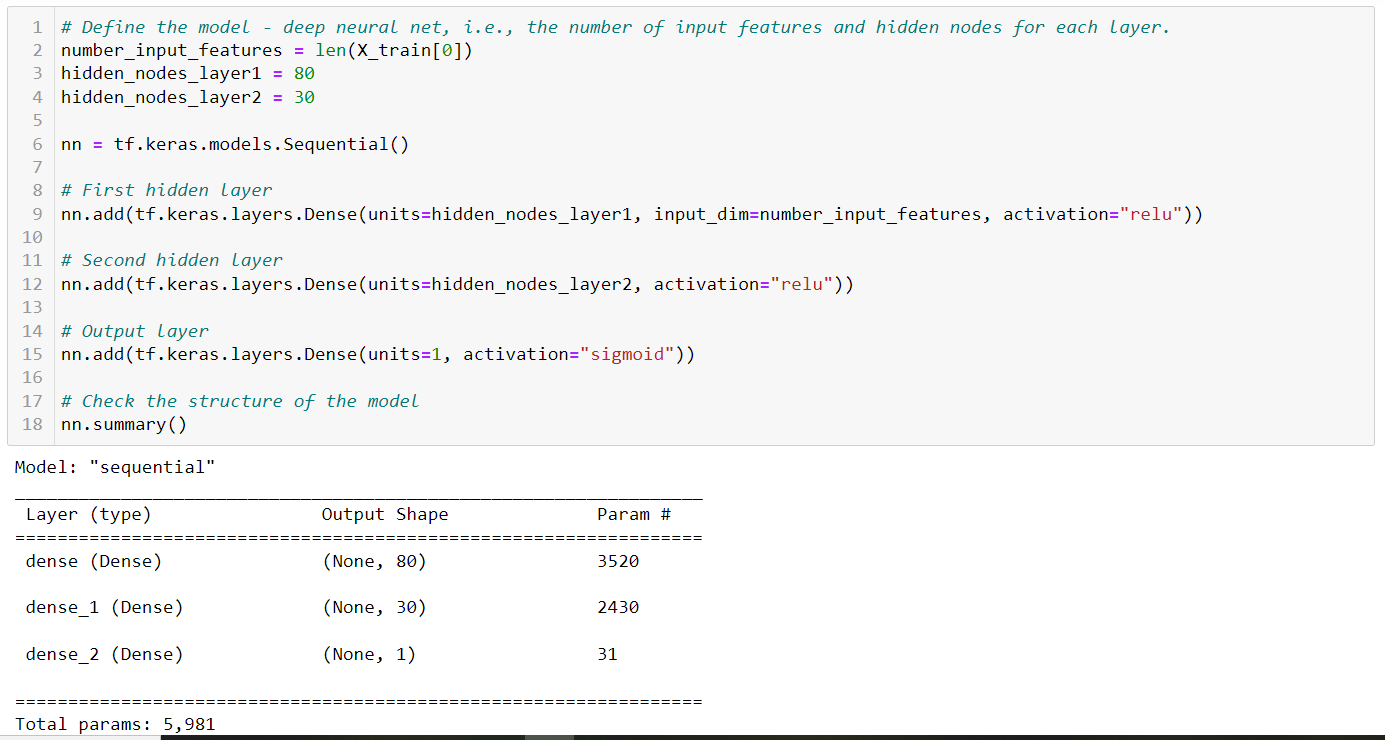 1 # Define the model - deep neural net, i.e., the number of input features and hidden nodes for each layer.
2 number_input_features = len(X_train[0])
3 hidden_nodes_layer1 = 80
4 hidden_nodes_layer2 = 30
5
6 nn = tf.keras.models.Sequential()
7
8 # First hidden layer
9 nn.add(tf.keras.layers.Dense(units=hidden_nodes_layer1, input_dim=number_input_features, activation="relu"))
10
11 # Second hidden layer
12 nn.add(tf.keras.layers.Dense(units=hidden_nodes_layer2, activation="relu"))
13
14 # Output layer
15 nn.add(tf.keras.layers.Dense(units=1, activation="sigmoid"))
16
17 # Check the structure of the model
18 nn.summary()
Model: "sequential"
_________________________________________________________________
Layer (type) Output Shape Param #
=================================================================
dense (Dense) (None, 80) 3520
dense_1 (Dense) (None, 30) 2430
dense_2 (Dense) (None, 1) 31
=================================================================
Total params: 5,981